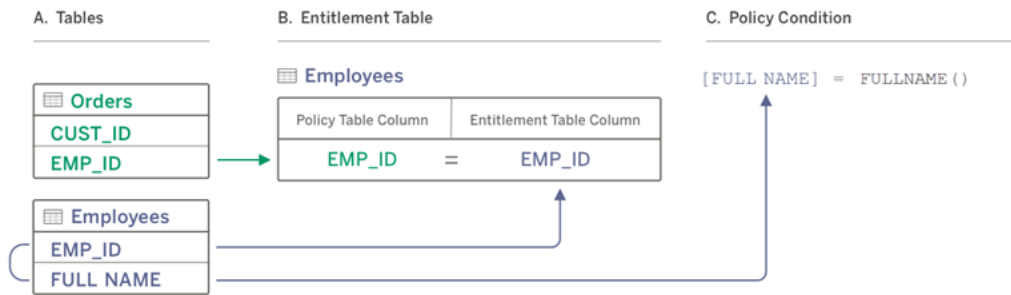 A. Tables
B. Entitlement Table
C. Policy Condition
Orders
CUST_ID
EMP_ID
Employees
EMP_ID
FULL NAME
Employees
Policy Table Column
Entitlement Table Column
EMP_ID = EMP_ID
[FULL NAME] = FULLNAME()